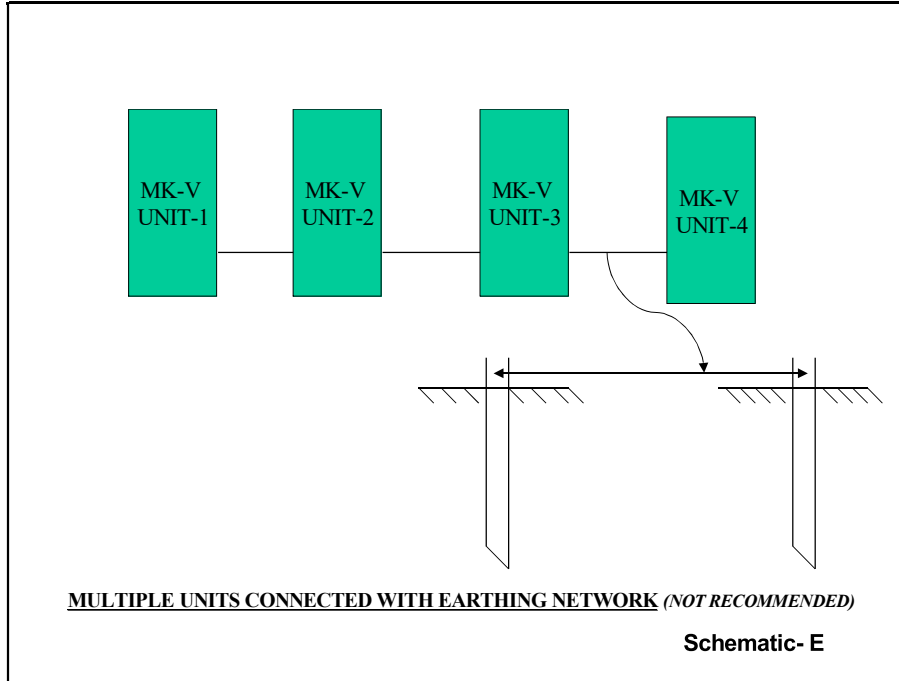 MK-V
UNIT-1
MK-V
UNIT-2
MK-V
UNIT-3
MK-V
UNIT-4
MULTIPLE UNITS CONNECTED WITH EARTHING NETWORK (NOT RECOMMENDED)
Schematic- E